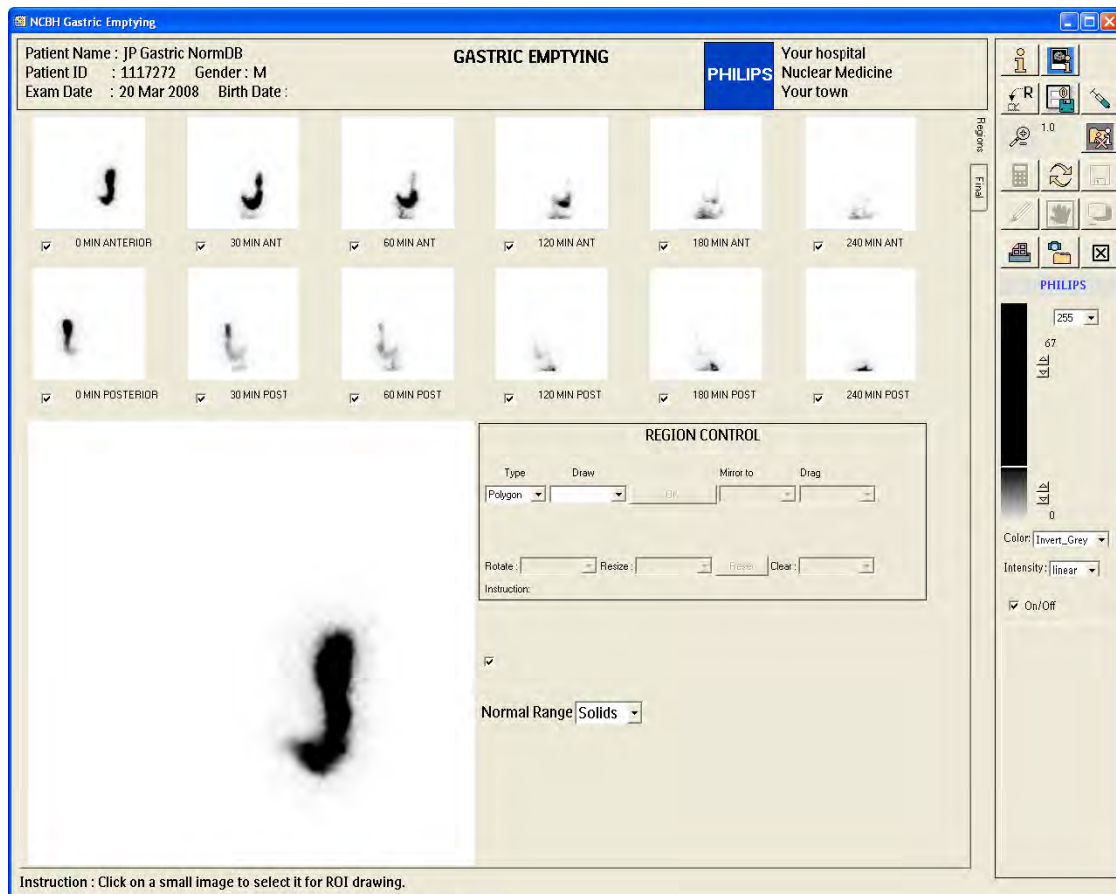 NCBH Gastric Emptying
Patient Name : JP Gastric NormDB
Patient ID : 1117272 Gender : M
Exam Date : 20 Mar 2008 Birth Date :
GASTRIC EMPTYING
PHILIPS
Your hospital
Nuclear Medicine
Your town
Regions
Final
0 MIN ANTERIOR
30 MIN ANT
60 MIN ANT
120 MIN ANT
180 MIN ANT
240 MIN ANT
0 MIN POSTERIOR
30 MIN POST
60 MIN POST
120 MIN POST
180 MIN POST
240 MIN POST
REGION CONTROL
Type Draw Mirror to Drag
Polygon OK
Rotate : Resize : Reset Clear :
Instruction:
Normal Range Solids
R
1.0
PHILIPS
255
67
0
Color: Invert_Grey
Intensity: linear
On/Off
Instruction : Click on a small image to select it for ROI drawing.